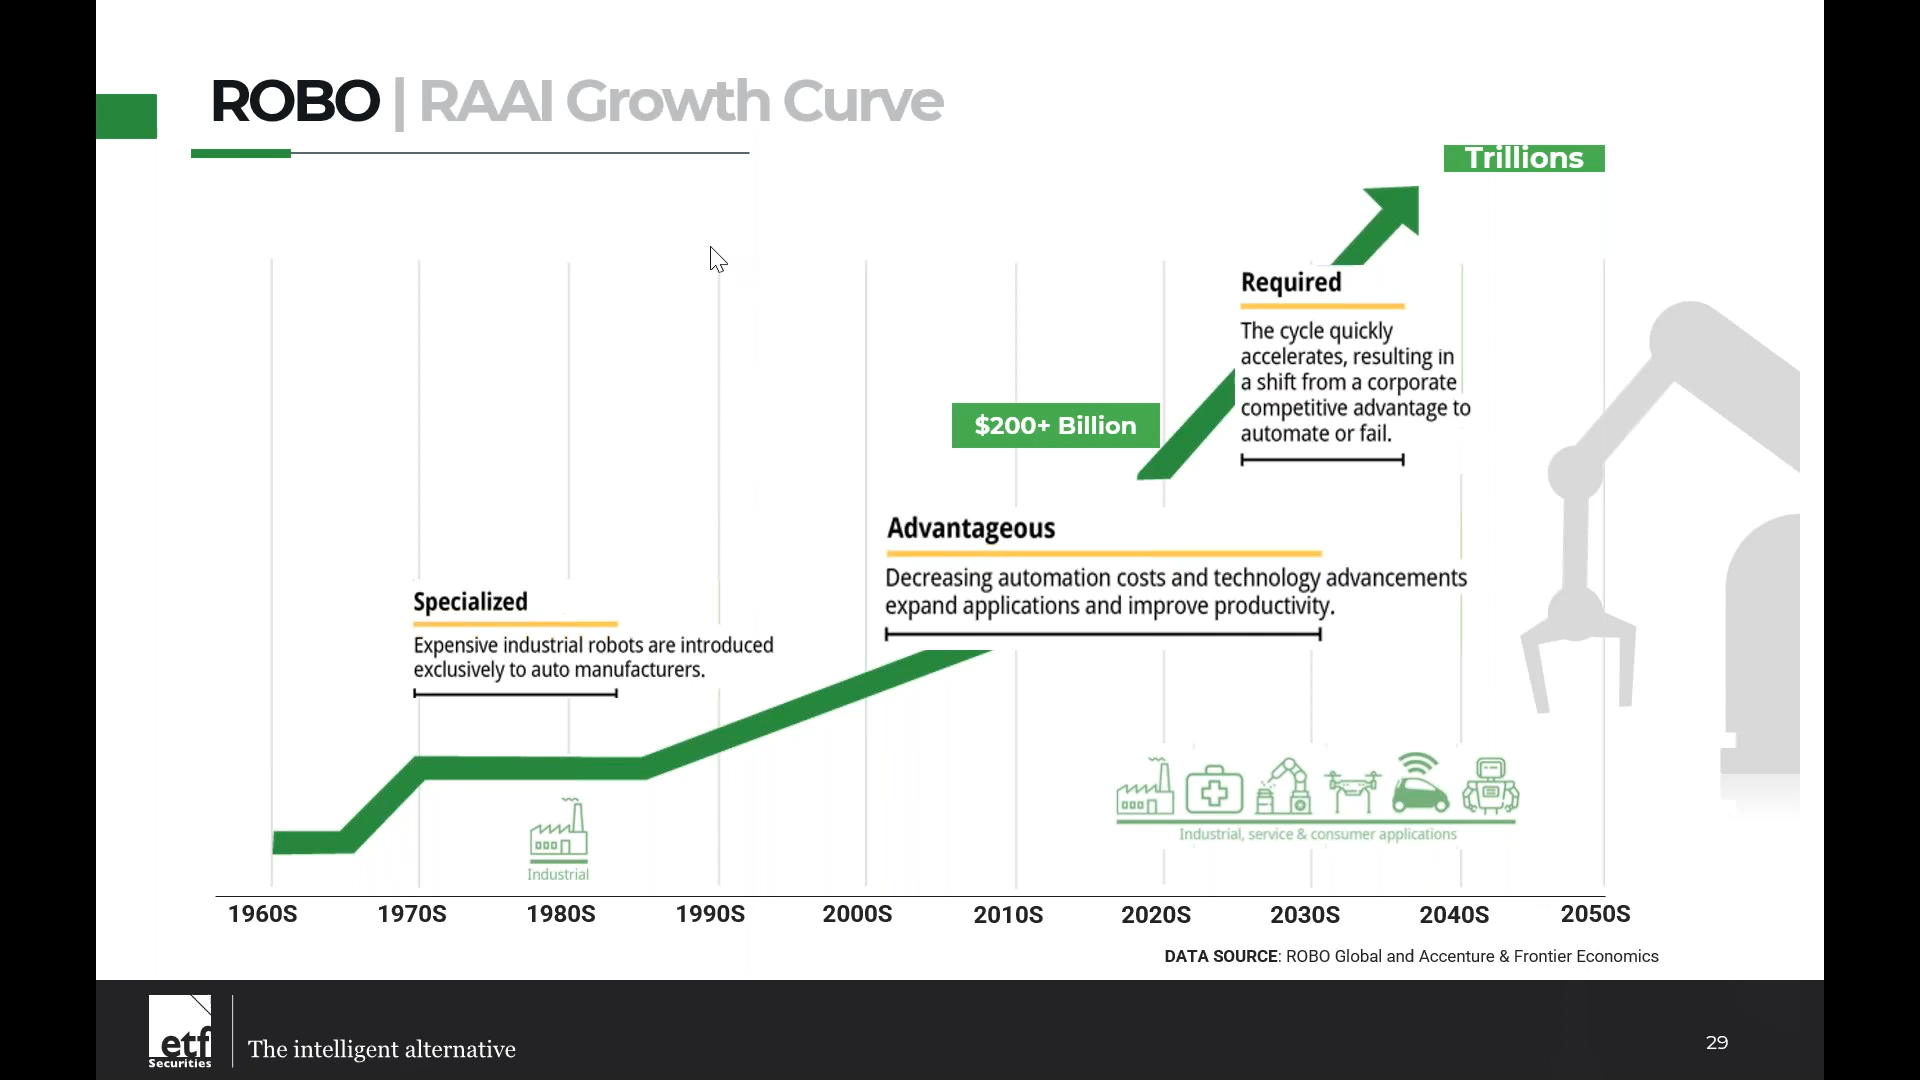 ROBO | RAAI Growth Curve
Trillions
Required
The cycle quickly
accelerates, resulting in
a shift from a corporate
competitive advantage to
automate or fail.
$200+ Billion
Advantageous
Decreasing automation costs and technology advancements
expand applications and improve productivity.
Specialized
Expensive industrial robots are introduced
exclusively to auto manufacturers.
Industrial
Industrial, service & consumer applications
1960S 1970S 1980S 1990S 2000S 2010S 2020S 2030S 2040S 2050S
DATA SOURCE: ROBO Global and Accenture & Frontier Economics
etf
Securities
The intelligent alternative
29